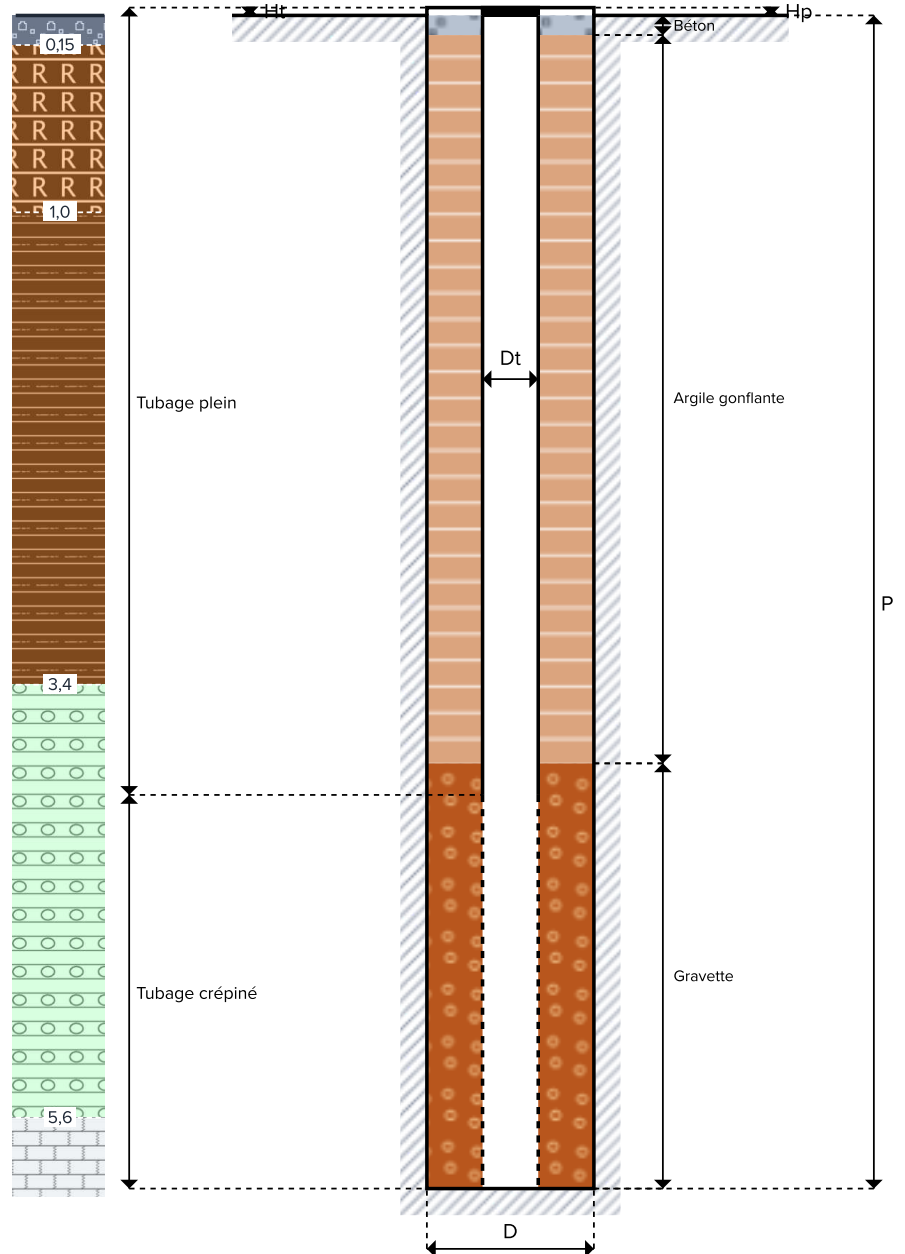 Ht
Hp
Béton
0,15
R R R R
R R R R
R R R R
R R R R
R R R R
1,0
Dt
Argile gonflante
Tubage plein
P
3,4
Gravette
Tubage crépiné
5,6
D